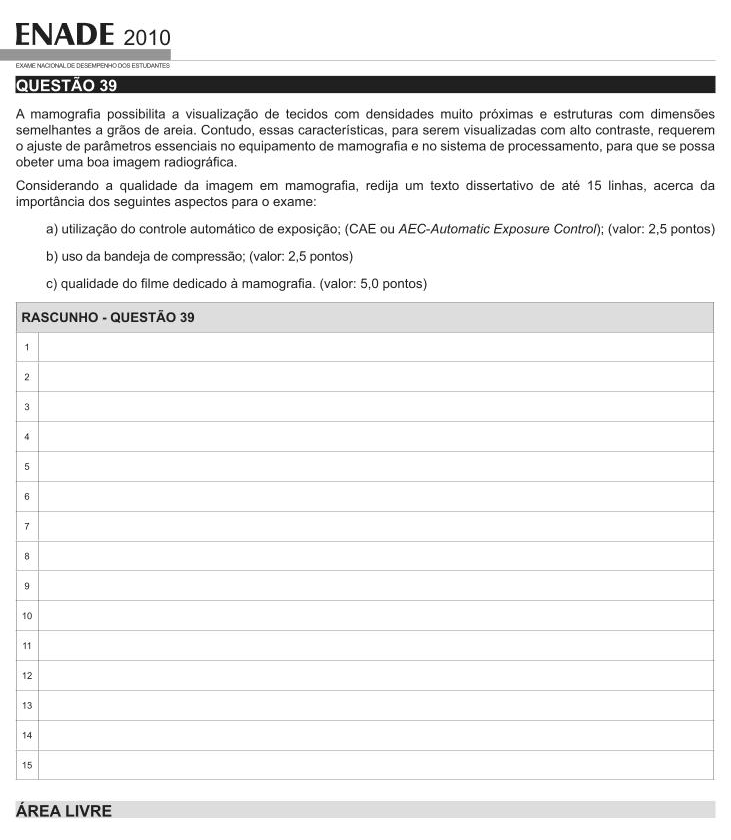 ENADE 2010
EXAME NACIONAL DE DESEMPENHO DOS ESTUDANTES
QUESTÃO 39
A mamografia possibilita a visualização de tecidos com densidades muito próximas e estruturas com dimensões
semelhantes a grãos de areia. Contudo, essas características, para serem visualizadas com alto contraste, requerem
o ajuste de parâmetros essenciais no equipamento de mamografia e no sistema de processamento, para que se possa
obeter uma boa imagem radiográfica.
Considerando a qualidade da imagem em mamografia, redija um texto dissertativo de até 15 linhas, acerca da
importância dos seguintes aspectos para o exame:
a) utilização do controle automático de exposição; (CAE ou AEC-Automatic Exposure Control); (valor: 2,5 pontos)
b) uso da bandeja de compressão; (valor: 2,5 pontos)
c) qualidade do filme dedicado à mamografia. (valor: 5,0 pontos)
RASCUNHO - QUESTÃO 39
1
2
3
4
5
6
7
8
9
10
11
12
13
14
15
ÁREA LIVRE